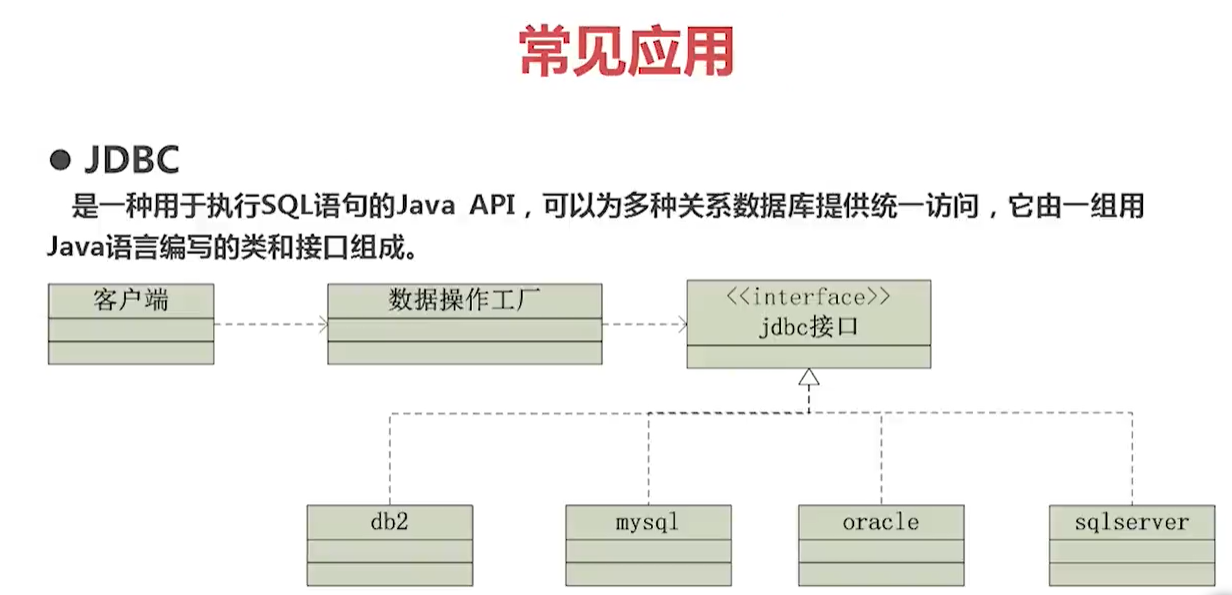 常见应用
● JDBC
是一种用于执行SQL语句的Java API，可以为多种关系数据库提供统一访问，它由一组用
Java语言编写的类和接口组成。
客户端
数据操作工厂
<<interface>>
jdbc接口
db2
mysql
oracle
sqlserver